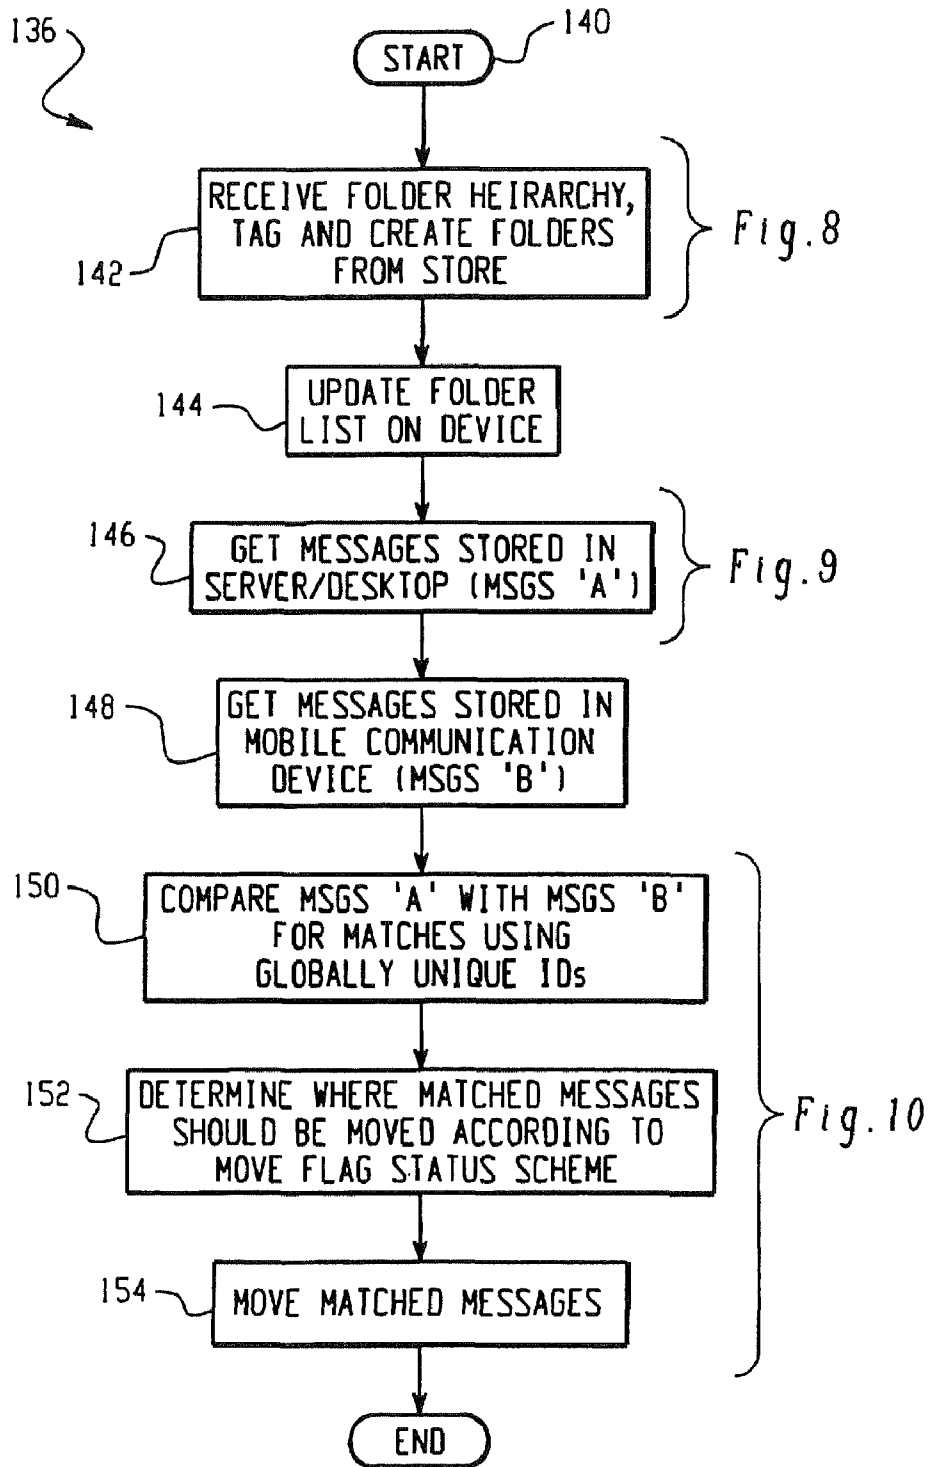 136
START
140
RECEIVE FOLDER HEIRARCHY,
TAG AND CREATE FOLDERS
FROM STORE
142
Fig.8
UPDATE FOLDER
LIST ON DEVICE
144
146
GET MESSAGES STORED IN
SERVER/DESKTOP (MSGS 'A')
Fig.9
148
GET MESSAGES STORED IN
MOBILE COMMUNICATION
DEVICE (MSGS 'B')
150
COMPARE MSGS 'A' WITH MSGS 'B'
FOR MATCHES USING
GLOBALLY UNIQUE IDs
152
DETERMINE WHERE MATCHED MESSAGES
SHOULD BE MOVED ACCORDING TO
MOVE FLAG STATUS SCHEME
Fig.10
154
MOVE MATCHED MESSAGES
END